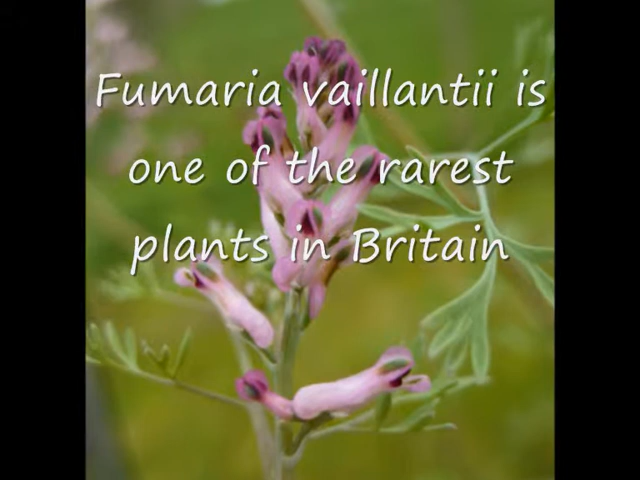 Fumaria vaillantii is
one of the rarest
plants in Britain